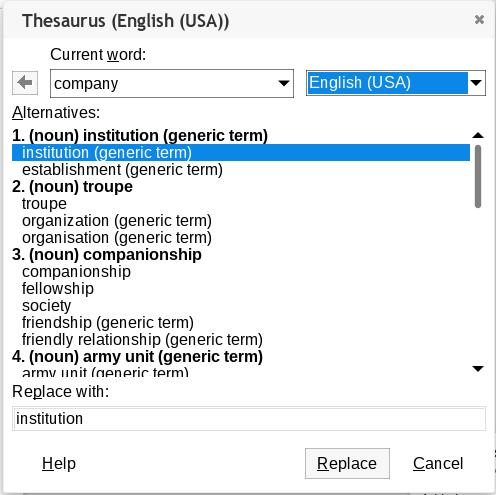 Thesaurus (English (USA))
Current word:
company
English (USA)
Alternatives:
1. (noun) institution (generic term)
institution (generic term)
establishment (generic term)
2. (noun) troupe
troupe
organization (generic term)
organisation (generic term)
3. (noun) companionship
companionship
fellowship
society
friendship (generic term)
friendly relationship (generic term)
4. (noun) army unit (generic term)
army unit (generic term)
Replace with:
institution
Help
Replace
Cancel